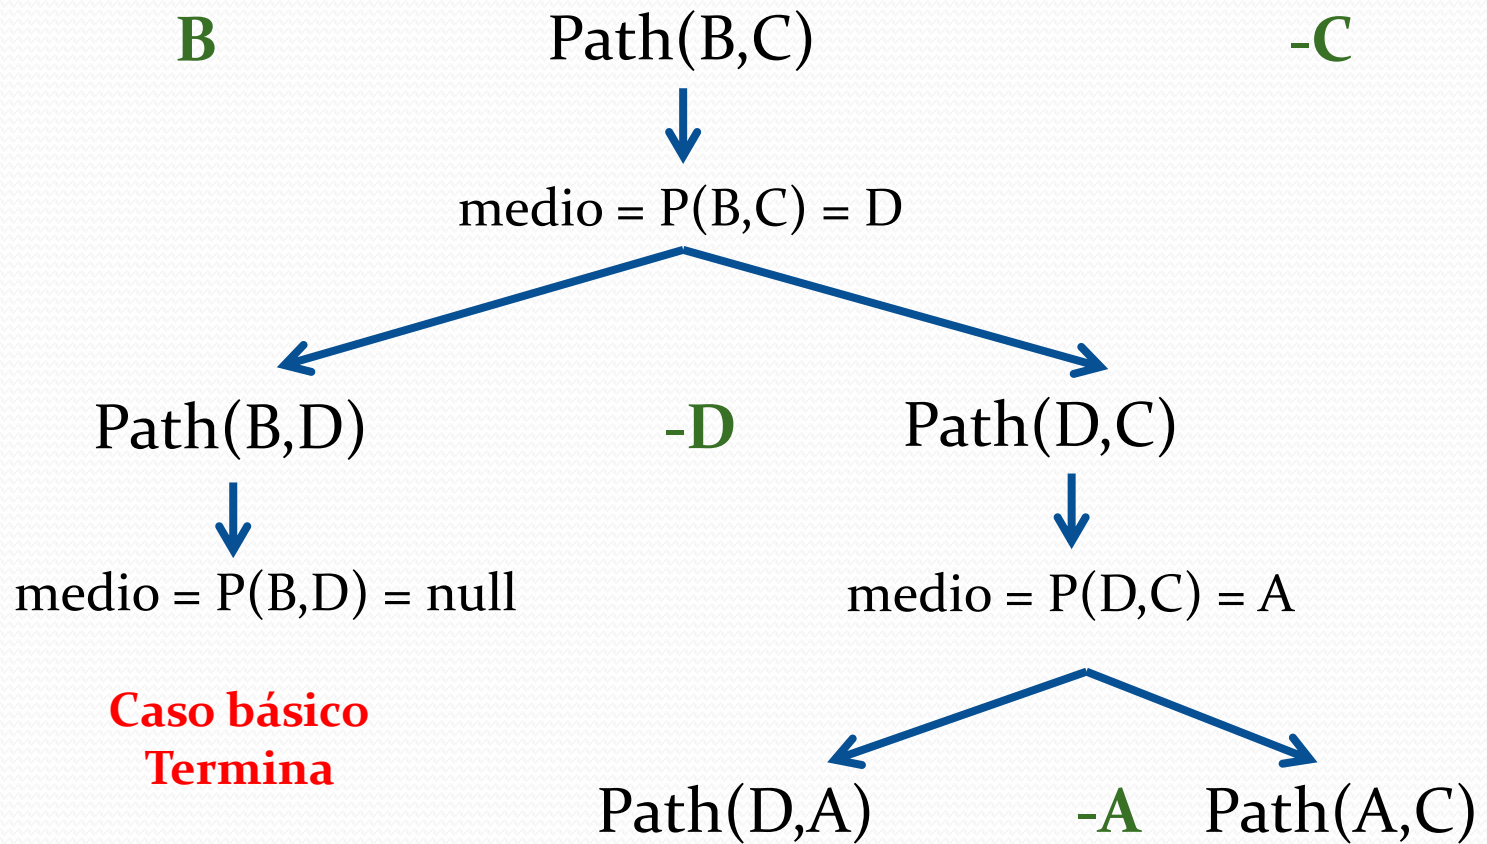 B Path(B,C) -C
medio = P(B,C) = D
Path(B,D) -D Path(D,C)
medio = P(B,D) = null medio = P(D,C) = A
Caso básico
Termina
Path(D,A) -A Path(A,C)